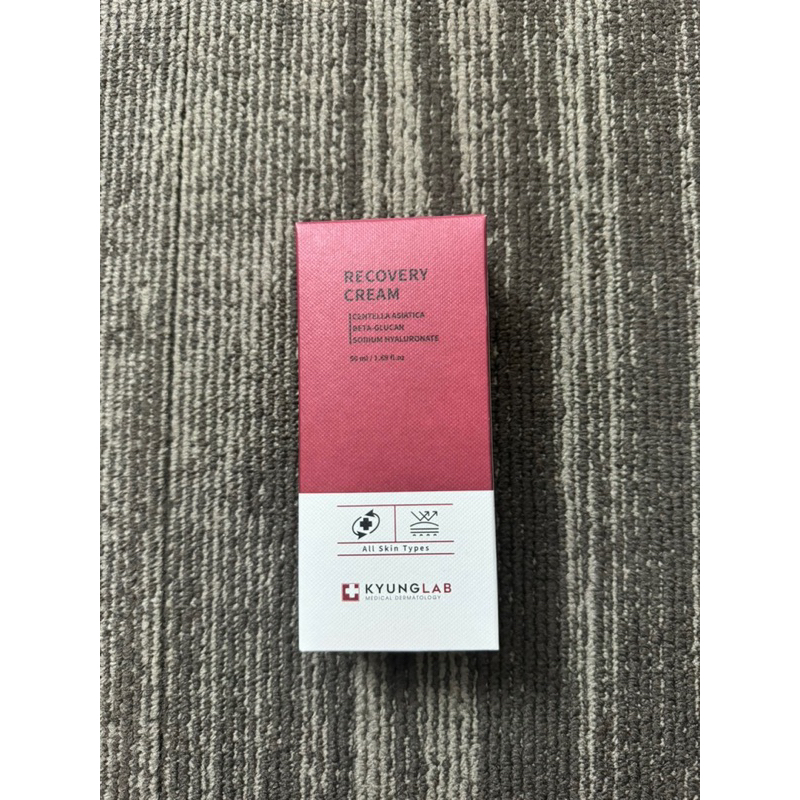 RECOVERY
CREAM
CENTELLA ASIATICA
BETA-GLUCAN
SODIUM HYALURONATE
50 ml / 1.69 fl.oz
All Skin Types
KYUNGLAB
MEDICAL DERMATOLOGY